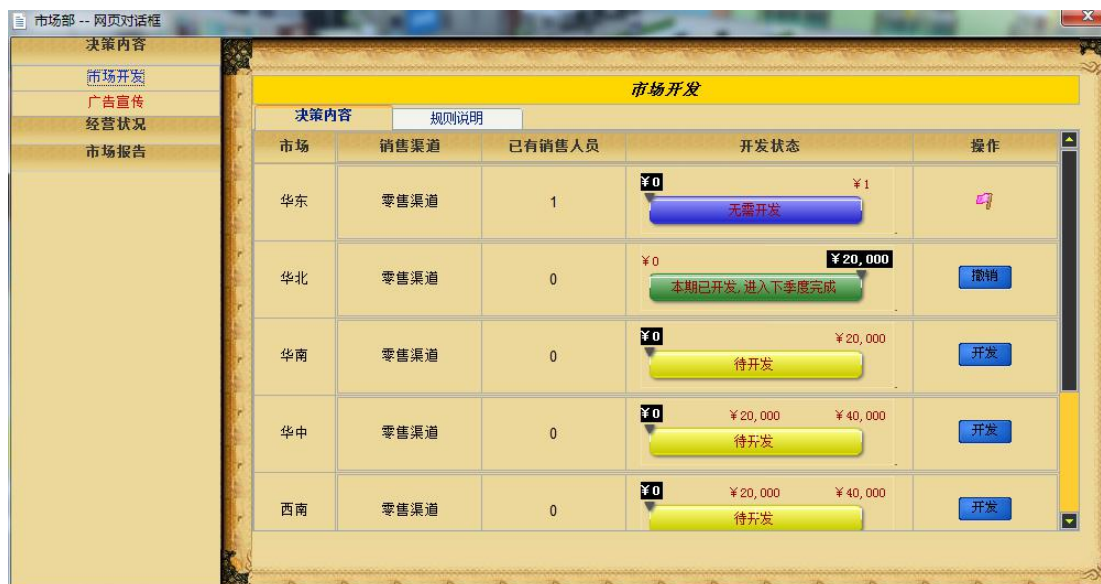 市场部 -- 网页对话框
决策内容
市场开发
广告宣传
经营状况
市场报告
市场开发
决策内容 规则说明
市场 销售渠道 已有销售人员 开发状态 操作
¥0 ¥1
华东 零售渠道 1 无需开发
¥0 ¥20,000
华北 零售渠道 0 本期已开发,进入下季度完成 撤销
¥0 ¥20,000
华南 零售渠道 0 待开发 开发
¥0 ¥20,000 ¥40,000
华中 零售渠道 0 待开发 开发
¥0 ¥20,000 ¥40,000
西南 零售渠道 0 待开发 开发